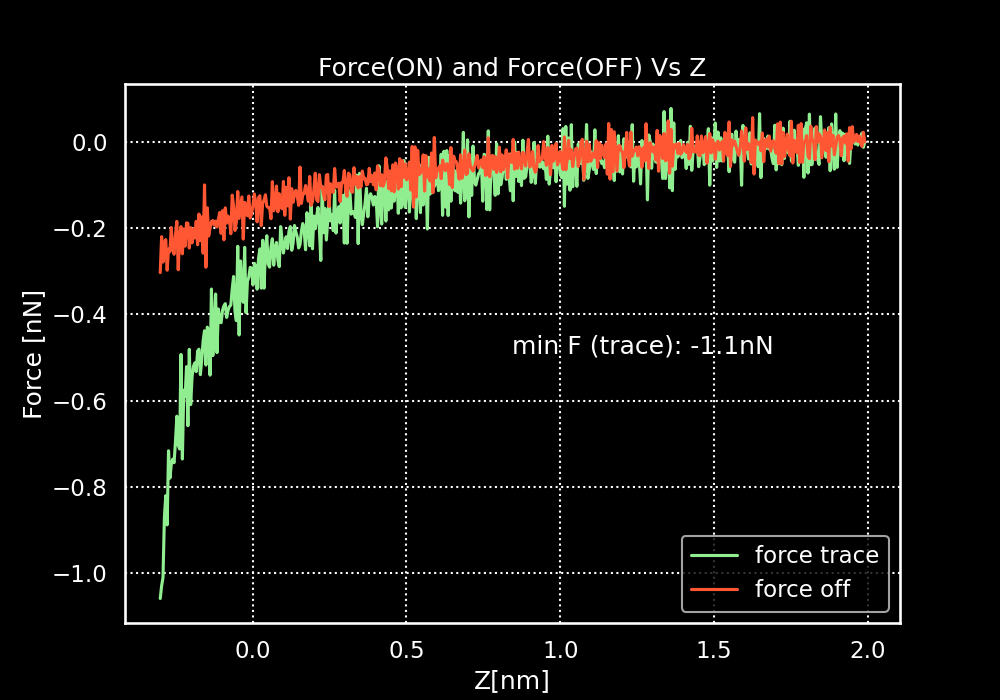 Force(ON) and Force(OFF) Vs Z
Force [nN]
0.0
−0.2
−0.4
−0.6
−0.8
−1.0
min F (trace): -1.1nN
force trace
force off
0.0 0.5 1.0 1.5 2.0
Z[nm]